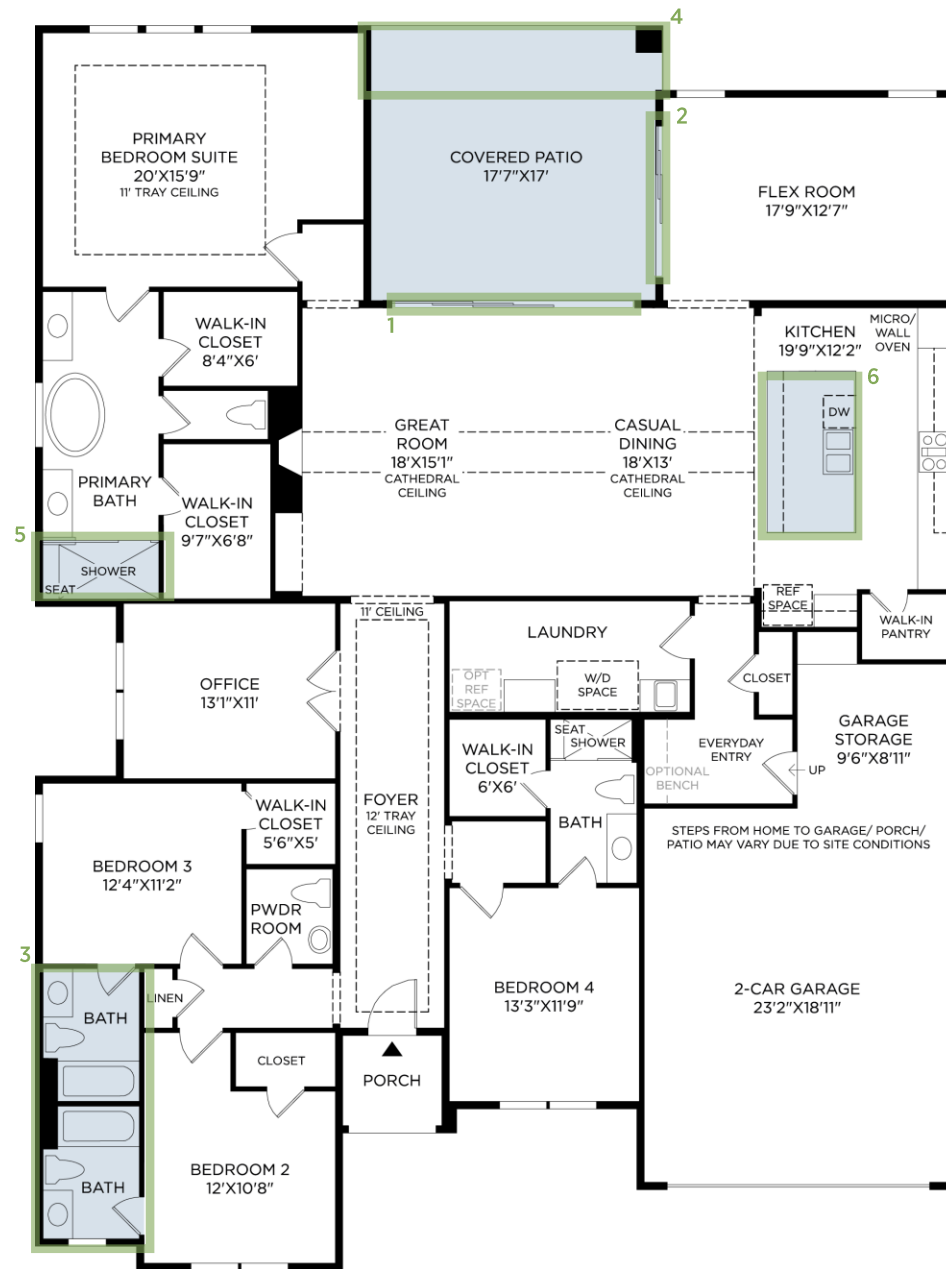 4
2
PRIMARY
BEDROOM SUITE
20'X15'9"
11' TRAY CEILING
COVERED PATIO
17'7"X17'
FLEX ROOM
17'9"X12'7"
1
WALK-IN
CLOSET
8'4"X6'
KITCHEN
19'9"X12'2"
MICRO/
WALL
OVEN
6
DW
GREAT
ROOM
18'X15'1"
CATHEDRAL
CEILING
CASUAL
DINING
18'X13'
CATHEDRAL
CEILING
PRIMARY
BATH
WALK-IN
CLOSET
9'7"X6'8"
5
SHOWER
SEAT
REF
SPACE
WALK-IN
PANTRY
11' CEILING
LAUNDRY
OPT
REF
SPACE
W/D
SPACE
CLOSET
OFFICE
13'1"X11'
GARAGE
STORAGE
9'6"X8'11"
SEAT
SHOWER
WALK-IN
CLOSET
6'X6'
EVERYDAY
ENTRY
OPTIONAL
BENCH
UP
FOYER
12' TRAY
CEILING
WALK-IN
CLOSET
5'6"X5'
BATH
STEPS FROM HOME TO GARAGE/ PORCH/
PATIO MAY VARY DUE TO SITE CONDITIONS
BEDROOM 3
12'4"X11'2"
PWDR
ROOM
3
BATH
LINEN
BEDROOM 4
13'3"X11'9"
2-CAR GARAGE
23'2"X18'11"
CLOSET
PORCH
BEDROOM 2
12'X10'8"
BATH